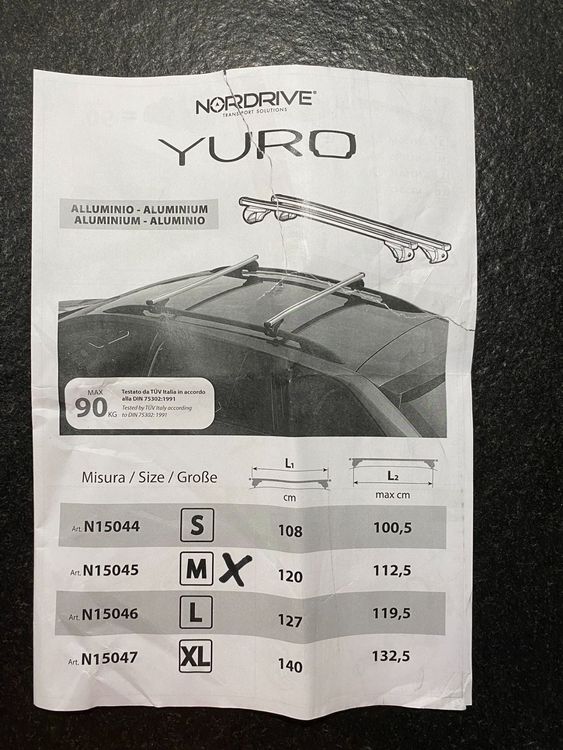 NORDRIVE®
TRANSPORT SOLUTIONS
YURO
ALLUMINIO - ALUMINIUM
ALUMINIUM - ALUMINIO
MAX
90 KG
Testato da TÜV Italia in accordo
alla DIN 75302:1991
Tested by TÜV Italy according
to DIN 75302: 1991
Misura / Size / Große
L1
L2
cm
max cm
Art. N15044 S 108 100,5
Art. N15045 M X 120 112,5
Art. N15046 L 127 119,5
Art. N15047 XL 140 132,5